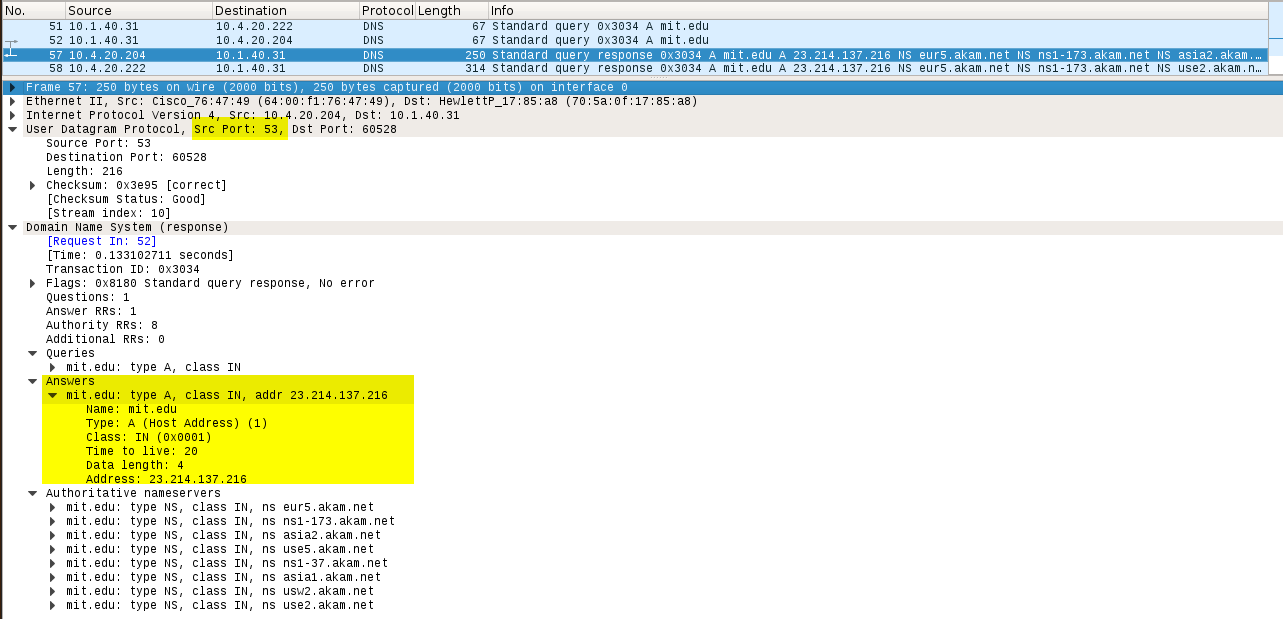 No. Source Destination Protocol Length Info
51 10.1.40.31 10.4.20.222 DNS 67 Standard query 0x3034 A mit.edu
52 10.1.40.31 10.4.20.204 DNS 67 Standard query 0x3034 A mit.edu
57 10.4.20.204 10.1.40.31 DNS 250 Standard query response 0x3034 A mit.edu A 23.214.137.216 NS eur5.akam.net NS ns1-173.akam.net NS asia2.akam.…
58 10.4.20.222 10.1.40.31 DNS 314 Standard query response 0x3034 A mit.edu A 23.214.137.216 NS eur5.akam.net NS ns1-173.akam.net NS use2.akam.n…
Frame 57: 250 bytes on wire (2000 bits), 250 bytes captured (2000 bits) on interface 0
Ethernet II, Src: Cisco_76:47:49 (64:00:f1:76:47:49), Dst: HewlettP_17:85:a8 (70:5a:0f:17:85:a8)
Internet Protocol Version 4, Src: 10.4.20.204, Dst: 10.1.40.31
User Datagram Protocol, Src Port: 53, Dst Port: 60528
Source Port: 53
Destination Port: 60528
Length: 216
Checksum: 0x3e95 [correct]
[Checksum Status: Good]
[Stream index: 10]
Domain Name System (response)
[Request In: 52]
[Time: 0.133102711 seconds]
Transaction ID: 0x3034
Flags: 0x8180 Standard query response, No error
Questions: 1
Answer RRs: 1
Authority RRs: 8
Additional RRs: 0
Queries
mit.edu: type A, class IN
Answers
mit.edu: type A, class IN, addr 23.214.137.216
Name: mit.edu
Type: A (Host Address) (1)
Class: IN (0x0001)
Time to live: 20
Data length: 4
Address: 23.214.137.216
Authoritative nameservers
mit.edu: type NS, class IN, ns eur5.akam.net
mit.edu: type NS, class IN, ns ns1-173.akam.net
mit.edu: type NS, class IN, ns asia2.akam.net
mit.edu: type NS, class IN, ns use5.akam.net
mit.edu: type NS, class IN, ns ns1-37.akam.net
mit.edu: type NS, class IN, ns asia1.akam.net
mit.edu: type NS, class IN, ns usw2.akam.net
mit.edu: type NS, class IN, ns use2.akam.net